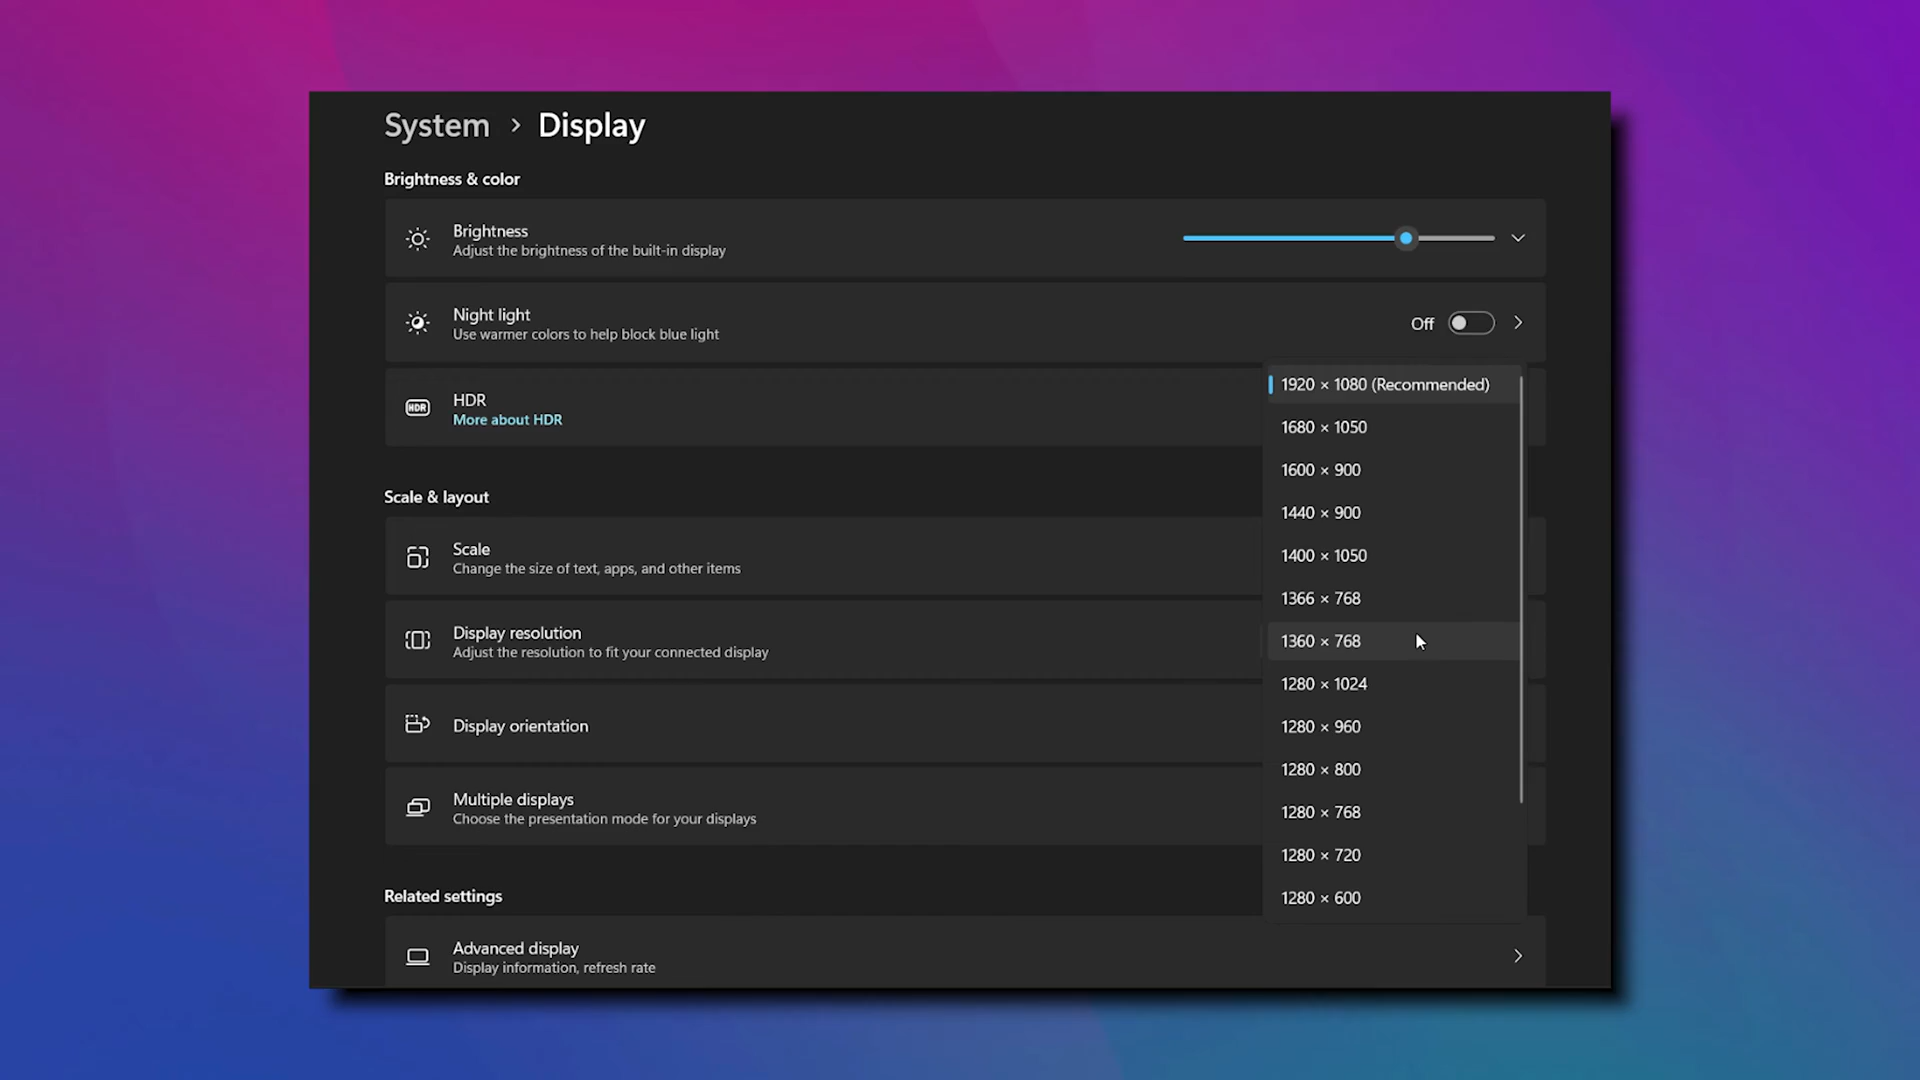 System > Display
Brightness & color
Brightness
Adjust the brightness of the built-in display
Night light
Use warmer colors to help block blue light
Off
HDR
HDR
More about HDR
Scale & layout
Scale
Change the size of text, apps, and other items
Display resolution
Adjust the resolution to fit your connected display
Display orientation
Multiple displays
Choose the presentation mode for your displays
1920 × 1080 (Recommended)
1680 × 1050
1600 × 900
1440 × 900
1400 × 1050
1366 × 768
1360 × 768
1280 × 1024
1280 × 960
1280 × 800
1280 × 768
1280 × 720
1280 × 600
Related settings
Advanced display
Display information, refresh rate